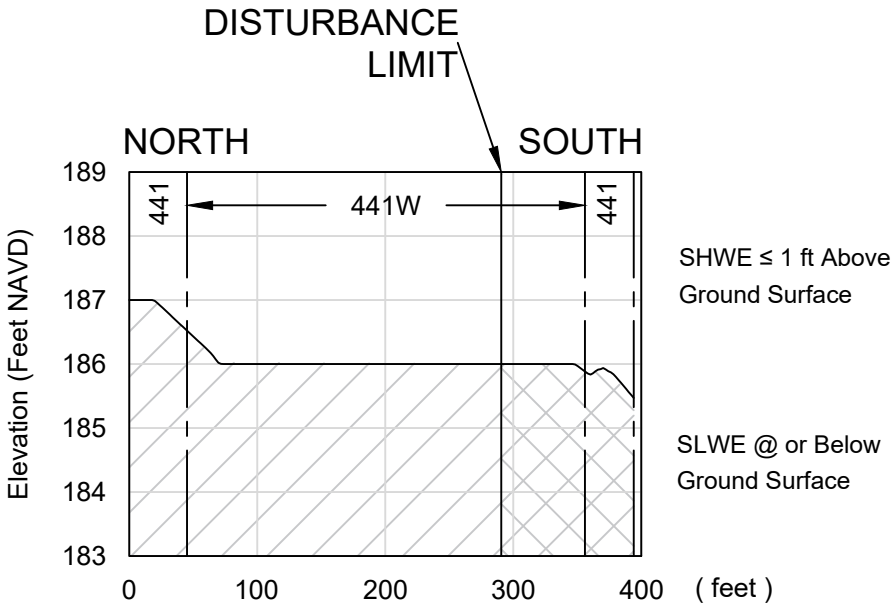 DISTURBANCE
LIMIT
NORTH
SOUTH
189
188
187
186
185
184
183
Elevation (Feet NAVD)
441
441W
441
SHWE ≤ 1 ft Above
Ground Surface
SLWE @ or Below
Ground Surface
0 100 200 300 400 ( feet )